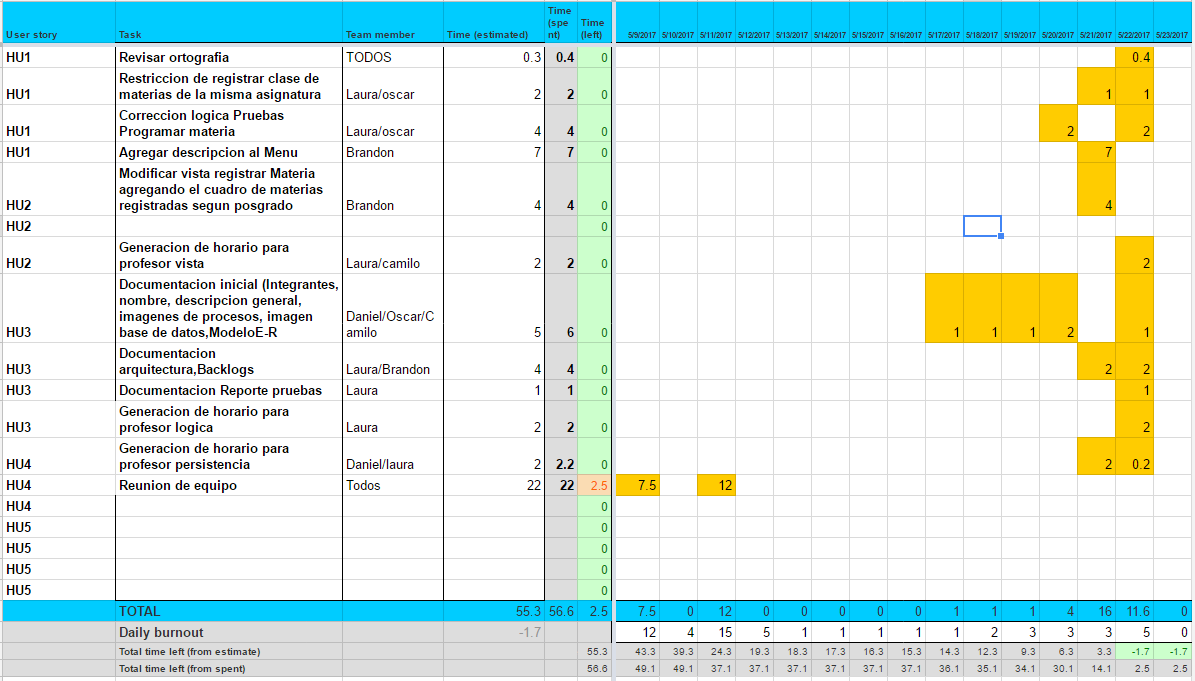 User story Task Team member Time (estimated) Time (spe nt) Time (left) 5/9/2017 5/10/2017 5/11/2017 5/12/2017 5/13/2017 5/14/2017 5/15/2017 5/16/2017 5/17/2017 5/18/2017 5/19/2017 5/20/2017 5/21/2017 5/22/2017 5/23/2017
HU1 Revisar ortografia TODOS 0.3 0.4 0 0.4
Restriccion de registrar clase de
HU1 materias de la misma asignatura Laura/oscar 2 2 0 1 1
Correccion logica Pruebas
HU1 Programar materia Laura/oscar 4 4 0 2 2
HU1 Agregar descripcion al Menu Brandon 7 7 0 7
Modificar vista registrar Materia
agregando el cuadro de materias
HU2 registradas segun posgrado Brandon 4 4 0 4
HU2 0
Generacion de horario para
HU2 profesor vista Laura/camilo 2 2 0 2
Documentacion inicial (Integrantes,
nombre, descripcion general,
imagenes de procesos, imagen Daniel/Oscar/C
HU3 base de datos,ModeloE-R amilo 5 6 0 1 1 1 2 1
Documentacion
HU3 arquitectura,Backlogs Laura/Brandon 4 4 0 2 2
HU3 Documentacion Reporte pruebas Laura 1 1 0 1
Generacion de horario para
HU3 profesor logica Laura 2 2 0 2
Generacion de horario para
HU4 profesor persistencia Daniel/laura 2 2.2 0 2 0.2
HU4 Reunion de equipo Todos 22 22 2.5 7.5 12
HU4 0
HU5 0
HU5 0
HU5 0
HU5 0
TOTAL 55.3 56.6 2.5 7.5 0 12 0 0 0 0 0 1 1 1 4 16 11.6 0
Daily burnout -1.7 12 4 15 5 1 1 1 1 1 2 3 3 3 5 0
Total time left (from estimate) 55.3 43.3 39.3 24.3 19.3 18.3 17.3 16.3 15.3 14.3 12.3 9.3 6.3 3.3 -1.7 -1.7
Total time left (from spent) 56.6 49.1 49.1 37.1 37.1 37.1 37.1 37.1 37.1 36.1 35.1 34.1 30.1 14.1 2.5 2.5